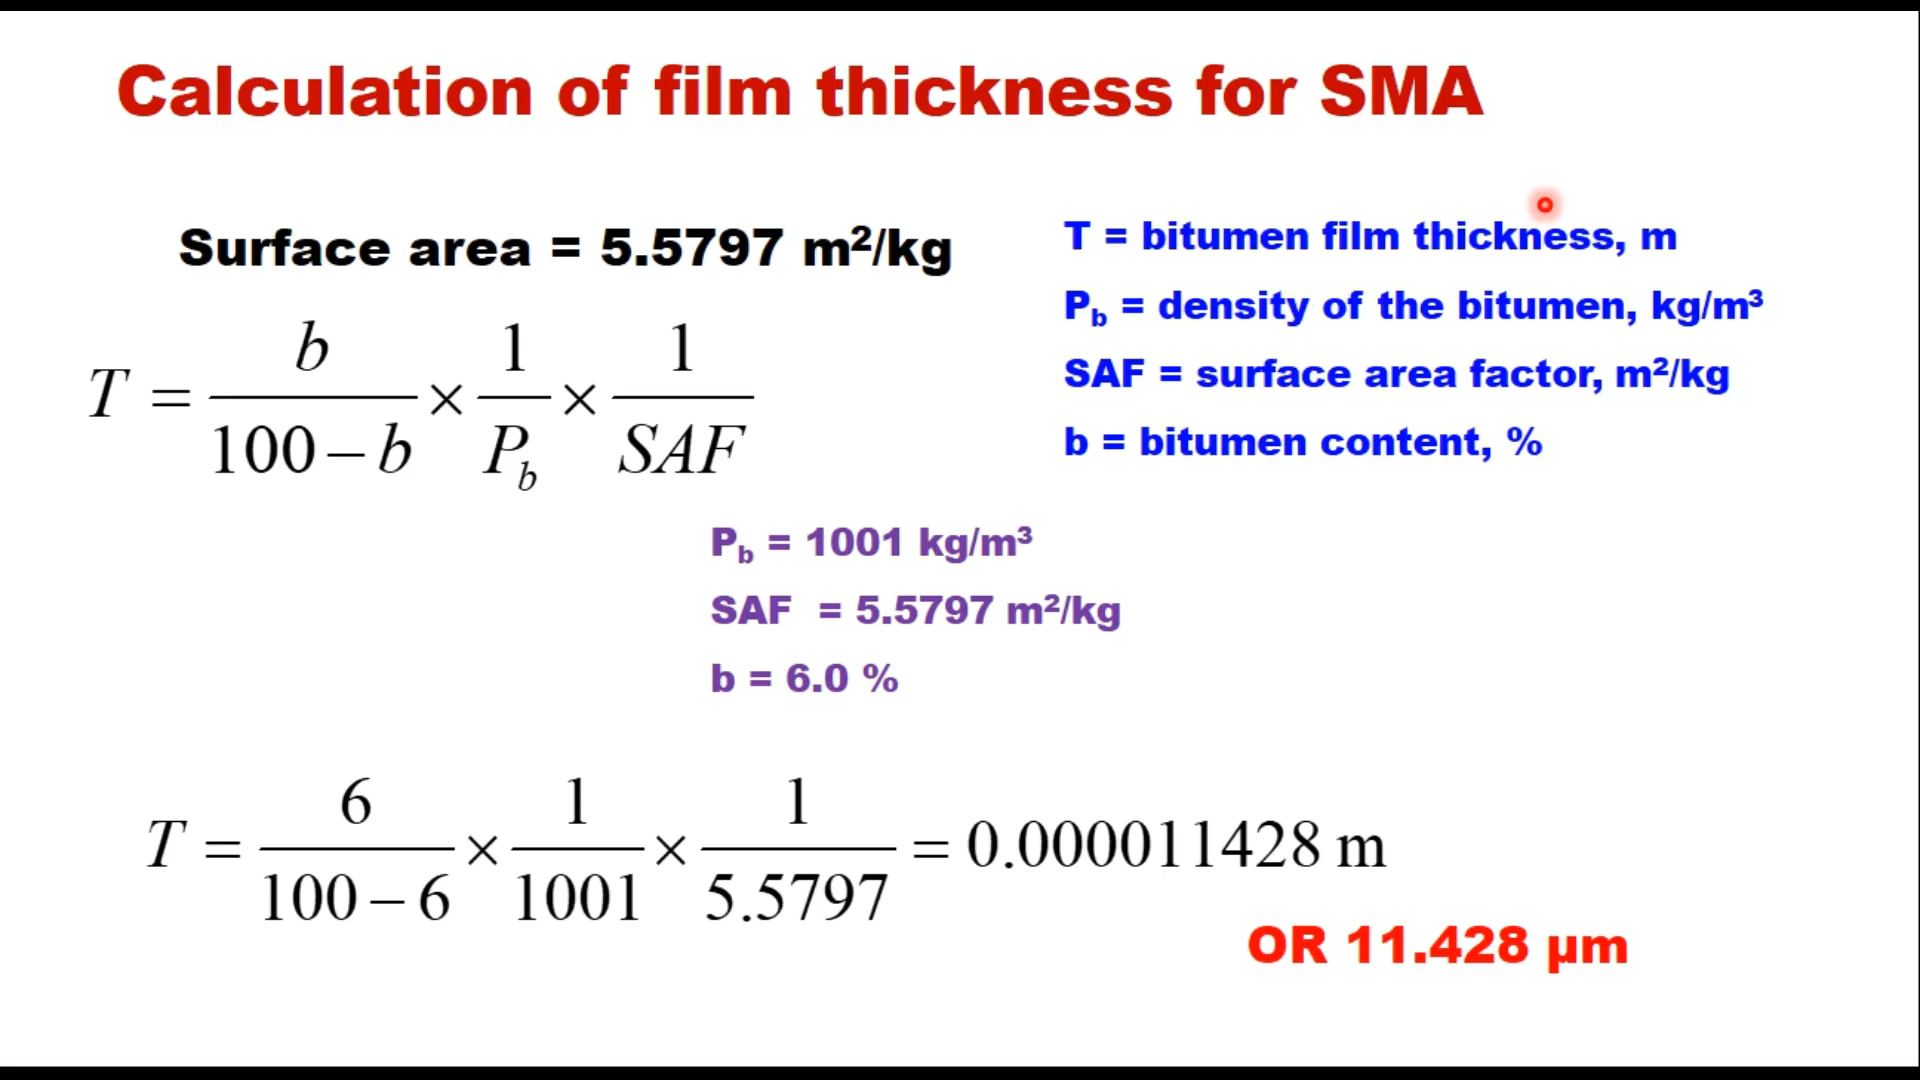 Calculation of film thickness for SMA
Surface area = 5.5797 m²/kg
T = b / (100 – b) × 1 / P_b × 1 / SAF
T = bitumen film thickness, m
P_b = density of the bitumen, kg/m³
SAF = surface area factor, m²/kg
b = bitumen content, %
P_b = 1001 kg/m³
SAF = 5.5797 m²/kg
b = 6.0 %
T = 6 / (100 – 6) × 1 / 1001 × 1 / 5.5797 = 0.000011428 m
OR 11.428 µm